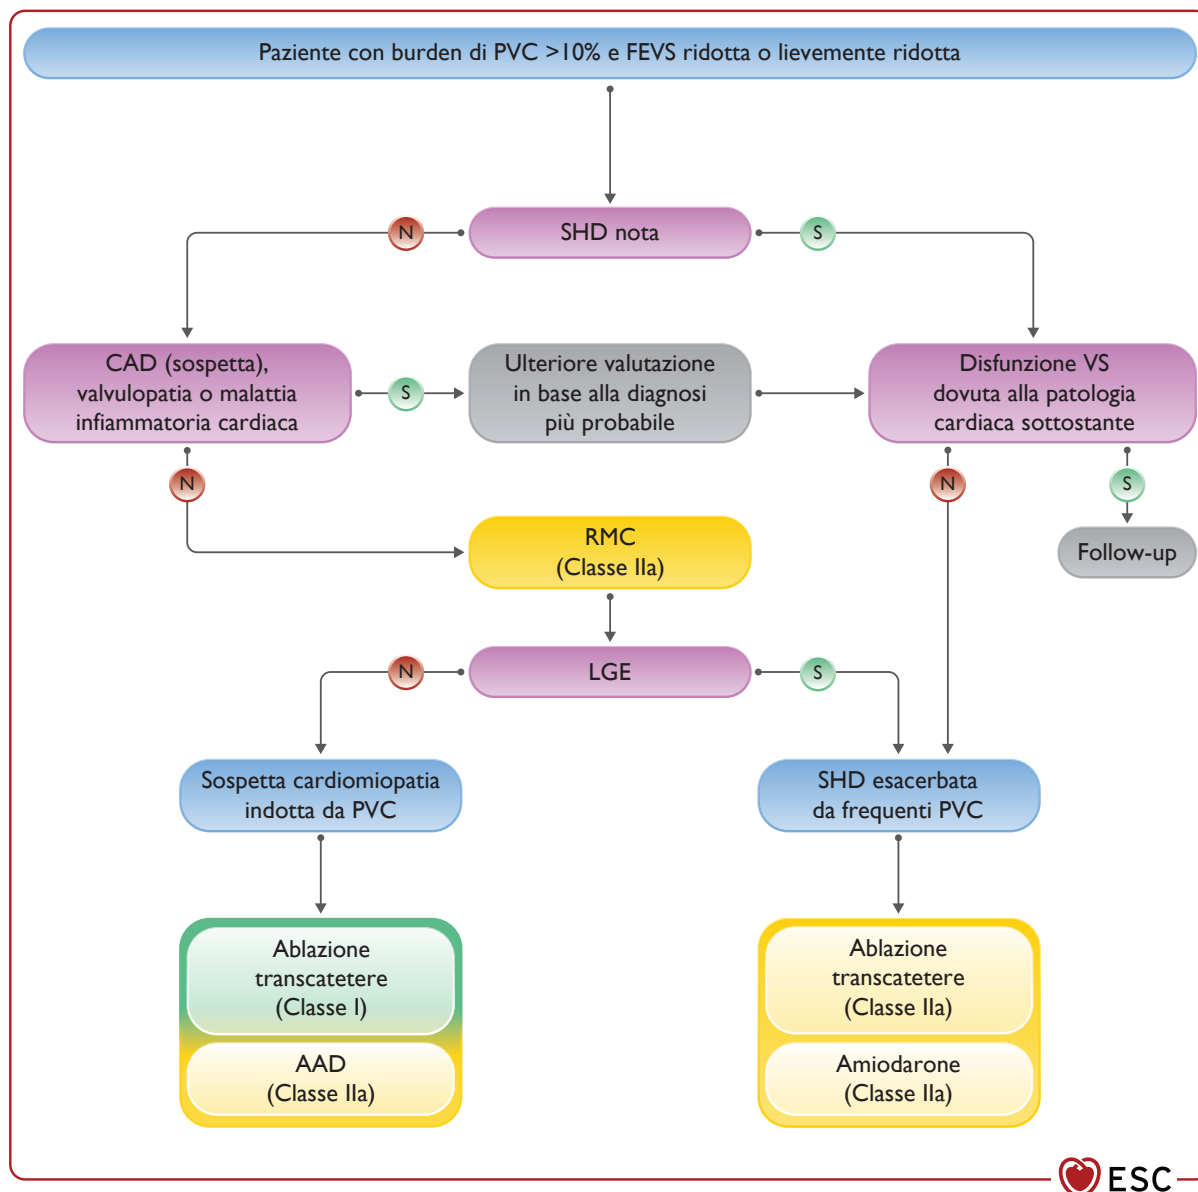 Paziente con burden di PVC >10% e FEVS ridotta o lievemente ridotta
N
SHD nota
S
CAD (sospetta),
valvulopatia o malattia
infiammatoria cardiaca
S
Ulteriore valutazione
in base alla diagnosi
più probabile
Disfunzione VS
dovuta alla patologia
cardiaca sottostante
N
N
S
RMC
(Classe IIa)
Follow-up
N
LGE
S
Sospetta cardiomiopatia
indotta da PVC
SHD esacerbata
da frequenti PVC
Ablazione
transcatetere
(Classe I)
AAD
(Classe IIa)
Ablazione
transcatetere
(Classe IIa)
Amiodarone
(Classe IIa)
ESC